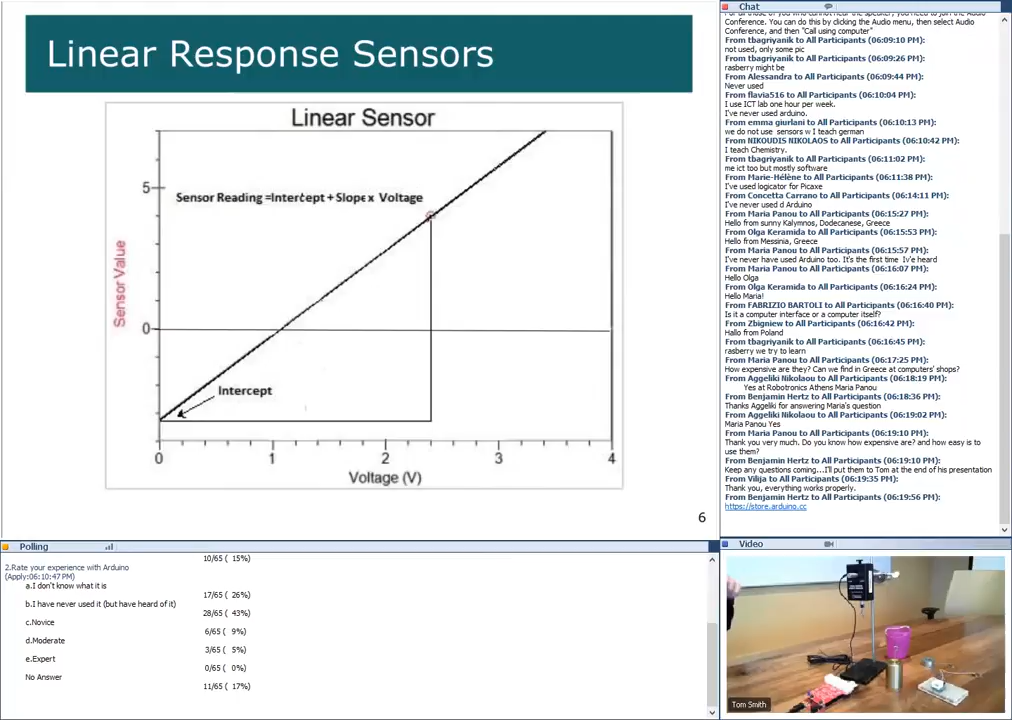 Linear Response Sensors
Linear Sensor
Sensor Reading =Intercept + Slope x Voltage
5
0
Sensor Value
Intercept
0 1 2 3 4
Voltage (V)
6
Chat
Conference. You can do this by clicking the Audio menu, then select Audio
Conference, and then "Call using computer"
From tbagriyanik to All Participants (06:09:10 PM):
not used, only some pic
From tbagriyanik to All Participants (06:09:26 PM):
rasberry might be
From Alessandra to All Participants (06:09:44 PM):
Never used
From flavia516 to All Participants (06:10:04 PM):
I use ICT lab one hour per week.
I've never used arduino.
From emma giurlani to All Participants (06:10:13 PM):
we do not use sensors w I teach german
From NIKOUDIS NIKOLAOS to All Participants (06:10:42 PM):
I teach Chemistry.
From tbagriyanik to All Participants (06:11:02 PM):
me ict too but mostly software
From Marie-Hélène to All Participants (06:11:38 PM):
I've used logicator for Picaxe
From Concetta Carrano to All Participants (06:14:11 PM):
I've never used d Arduino
From Maria Panou to All Participants (06:15:27 PM):
Hello from sunny Kalymnos, Dodecanese, Greece
From Olga Keramida to All Participants (06:15:53 PM):
Hello from Messinia, Greece
From Maria Panou to All Participants (06:15:57 PM):
I've never have used Arduino too. It's the first time Iv'e heard
From Maria Panou to All Participants (06:16:07 PM):
Hello Olga
From Olga Keramida to All Participants (06:16:24 PM):
Hello Maria!
From FABRIZIO BARTOLI to All Participants (06:16:40 PM):
Is it a computer interface or a computer itself?
From Zbigniew to All Participants (06:16:42 PM):
Hallo from Poland
From tbagriyanik to All Participants (06:16:45 PM):
rasberry we try to learn
From Maria Panou to All Participants (06:17:25 PM):
How expensive are they? Can we find in Greece at computers' shops?
From Aggeliki Nikolaou to All Participants (06:18:19 PM):
Yes at Robotronics Athens Maria Panou
From Benjamin Hertz to All Participants (06:18:36 PM):
Thanks Aggeliki for answering Maria's question
From Aggeliki Nikolaou to All Participants (06:19:02 PM):
Maria Panou Yes
From Maria Panou to All Participants (06:19:10 PM):
Thank you very much. Do you know how expensive are? and how easy is to
use them?
From Benjamin Hertz to All Participants (06:19:10 PM):
Keep any questions coming...I'll put them to Tom at the end of his presentation
From Vilija to All Participants (06:19:35 PM):
Thank you, everything works properly.
From Benjamin Hertz to All Participants (06:19:56 PM):
https://store.arduino.cc
Polling
10/65 ( 15%)
2.Rate your experience with Arduino
(Apply:06:10:47 PM)
a.I don't know what it is
17/65 ( 26%)
b.I have never used it (but have heard of it)
28/65 ( 43%)
c.Novice
6/65 ( 9%)
d.Moderate
3/65 ( 5%)
e.Expert
0/65 ( 0%)
No Answer
11/65 ( 17%)
Video
Tom Smith